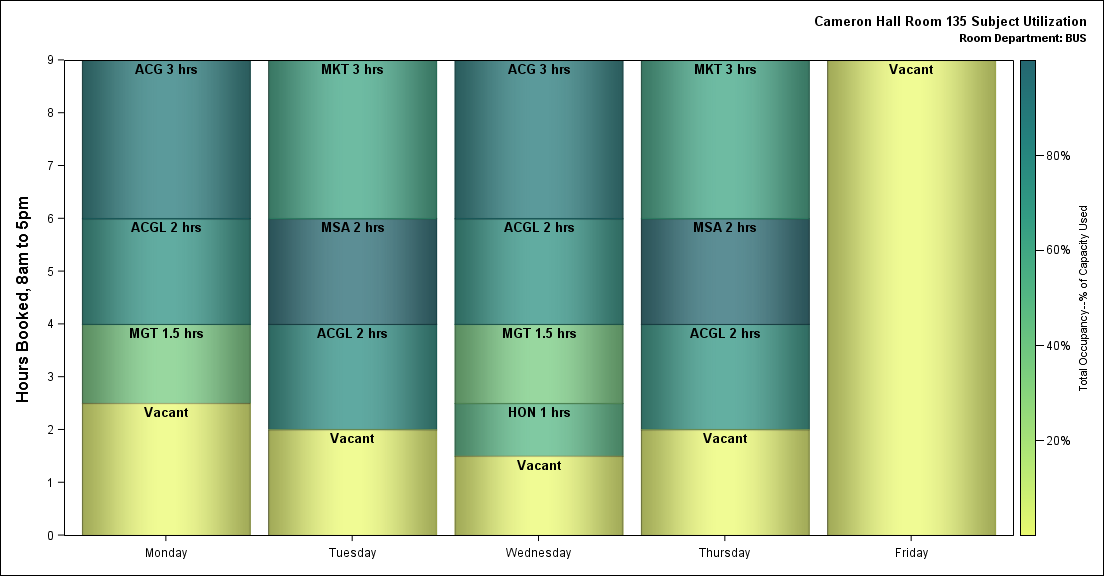 Cameron Hall Room 135 Subject Utilization
Room Department: BUS
Hours Booked, 8am to 5pm
9
8
7
6
5
4
3
2
1
0
ACG 3 hrs
ACGL 2 hrs
MGT 1.5 hrs
Vacant
MKT 3 hrs
MSA 2 hrs
ACGL 2 hrs
Vacant
ACG 3 hrs
ACGL 2 hrs
MGT 1.5 hrs
HON 1 hrs
Vacant
MKT 3 hrs
MSA 2 hrs
ACGL 2 hrs
Vacant
Vacant
Monday
Tuesday
Wednesday
Thursday
Friday
80%
60%
40%
20%
Total Occupancy--% of Capacity Used